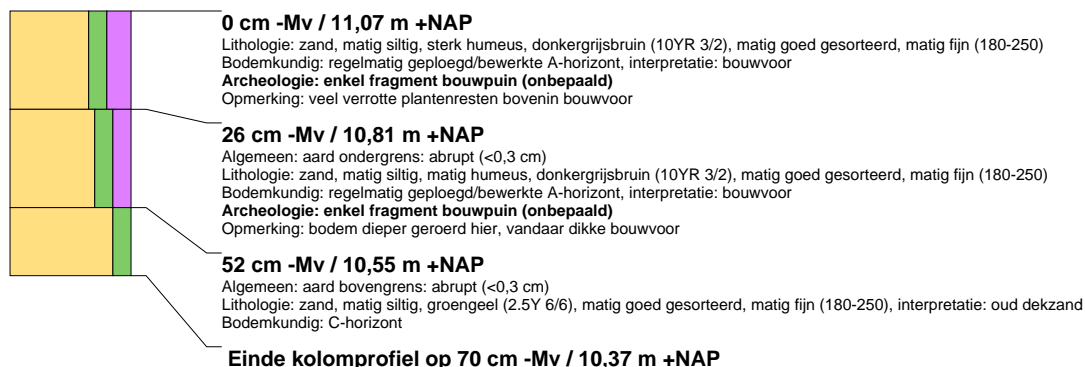 0 cm -Mv / 11,07 m +NAP
Lithologie: zand, matig siltig, sterk humeus, donkergrijsbruin (10YR 3/2), matig goed gesorteerd, matig fijn (180-250)
Bodemkundig: regelmatig geploegd/bewerkte A-horizont, interpretatie: bouwvoor
Archeologie: enkel fragment bouwpuin (onbepaald)
Opmerking: veel verrotte plantenresten bovenin bouwvoor
26 cm -Mv / 10,81 m +NAP
Algemeen: aard ondergrens: abrupt (<0,3 cm)
Lithologie: zand, matig siltig, matig humeus, donkergrijsbruin (10YR 3/2), matig goed gesorteerd, matig fijn (180-250)
Bodemkundig: regelmatig geploegd/bewerkte A-horizont, interpretatie: bouwvoor
Archeologie: enkel fragment bouwpuin (onbepaald)
Opmerking: bodem dieper geroerd hier, vandaar dikke bouwvoor
52 cm -Mv / 10,55 m +NAP
Algemeen: aard bovengrens: abrupt (<0,3 cm)
Lithologie: zand, matig siltig, groengeel (2.5Y 6/6), matig goed gesorteerd, matig fijn (180-250), interpretatie: oud dekzand
Bodemkundig: C-horizont
Einde kolomprofiel op 70 cm -Mv / 10,37 m +NAP